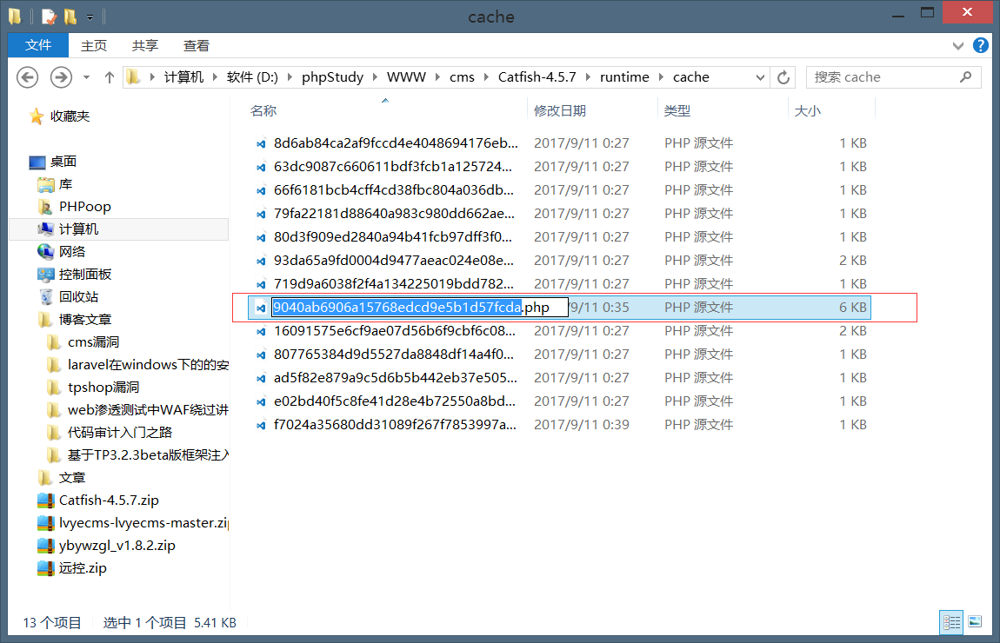 cache
文件 主页 共享 查看
计算机 软件 (D:) phpStudy WWW cms Catfish-4.5.7 runtime cache 搜索 cache
收藏夹
桌面
库
PHPoop
计算机
网络
控制面板
回收站
博客文章
cms漏洞
laravel在windows下的的安
tpshop漏洞
web渗透测试中WAF绕过讲
代码审计入门之路
基于TP3.2.3beta版框架注入
文章
Catfish-4.5.7.zip
lvyecms-lvyecms-master.zip
ybywzgl_v1.8.2.zip
远控.zip
名称 修改日期 类型 大小
8d6ab84ca2af9fccd4e4048694176eb... 2017/9/11 0:27 PHP 源文件 1 KB
63dc9087c660611bdf3fcb1a125724... 2017/9/11 0:27 PHP 源文件 1 KB
66f6181bcb4cff4cd38fbc804a036db... 2017/9/11 0:27 PHP 源文件 1 KB
79fa22181d88640a983c980dd662ae... 2017/9/11 0:27 PHP 源文件 1 KB
80d3f909ed2840a94b41fcb97dff3f0... 2017/9/11 0:27 PHP 源文件 1 KB
93da65a9fd0004d9477aeac024e08e... 2017/9/11 0:27 PHP 源文件 2 KB
719d9a6038f2f4a134225019bdd782... 2017/9/11 0:27 PHP 源文件 1 KB
9040ab6906a15768edcd9e5b1d57fcda.php /9/11 0:35 PHP 源文件 6 KB
16091575e6cf9ae07d56b6f9cbf6c08... 2017/9/11 0:27 PHP 源文件 2 KB
807765384d9d5527da8848df14a4f0... 2017/9/11 0:27 PHP 源文件 1 KB
ad5f82e879a9c5d6b5b442eb37e505... 2017/9/11 0:27 PHP 源文件 1 KB
e02bd40f5c8fe41d28e4b72550a8bd... 2017/9/11 0:27 PHP 源文件 1 KB
f7024a35680dd31089f267f7853997a... 2017/9/11 0:39 PHP 源文件 1 KB
13 个项目 选中 1 个项目 5.41 KB